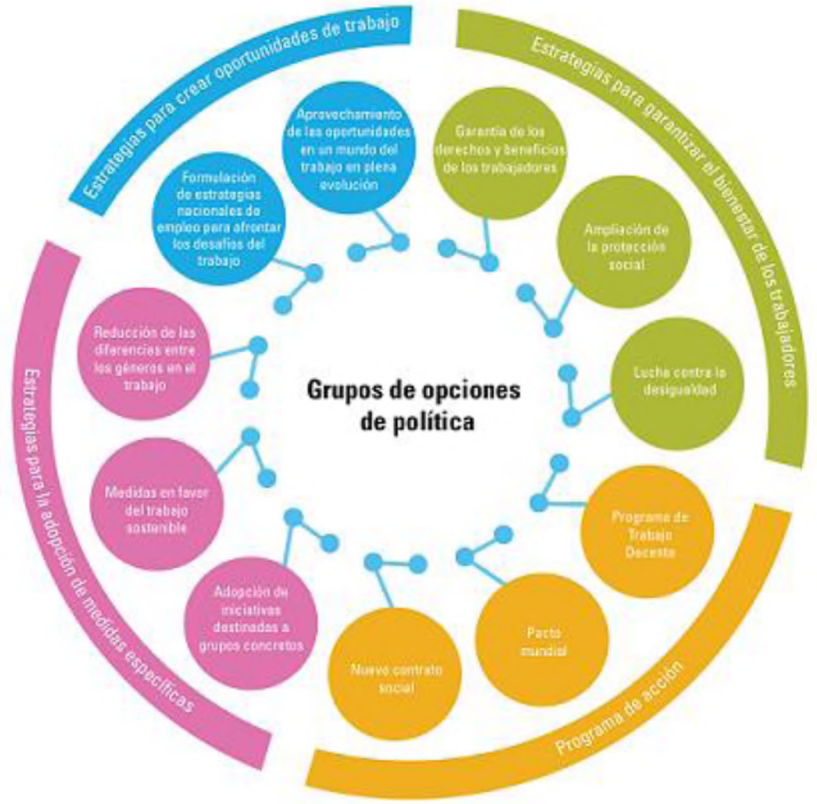 Grupos de opciones
de política
Estrategias para crear oportunidades de trabajo
Formulación
de estrategias
nacionales de
empleo para afrontar
los desafíos del
trabajo
Aprovechamiento
de las oportunidades
en un mundo del
trabajo en plena
evolución
Estrategias para garantizar el bienestar de los trabajadores
Garantía de los
derechos y beneficios
de los trabajadores
Ampliación de
la protección
social
Lucha contra la
desigualdad
Programa de acción
Programa de
Trabajo
Decente
Pacto
mundial
Nuevo contrato
social
Estrategias para la adopción de medidas específicas
Reducción de las
diferencias entre
los géneros en el
trabajo
Medidas en favor
del trabajo
sostenible
Adopción de
iniciativas
destinadas a
grupos concretos